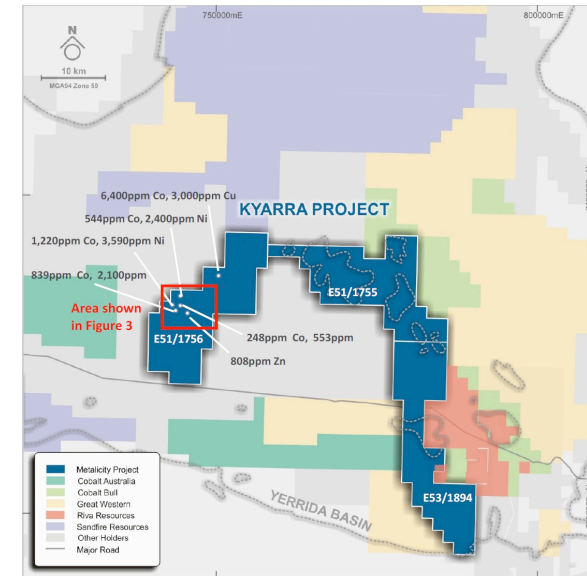 750000mE
800000mE
N
10 km
MGA94 Zone 50
6,400ppm Co, 3,000ppm Cu
KYARRA PROJECT
544ppm Co, 2,400ppm Ni
1,220ppm Co, 3,590ppm Ni
839ppm Co, 2,100ppm
E51/1755
Area shown
in Figure 3
E51/1756
248ppm Co, 553ppm
808ppm Zn
Metalicity Project
Cobalt Australia
Cobalt Bull
Great Western
Riva Resources
Sandfire Resources
Other Holders
Major Road
YERRIDA BASIN
E53/1894